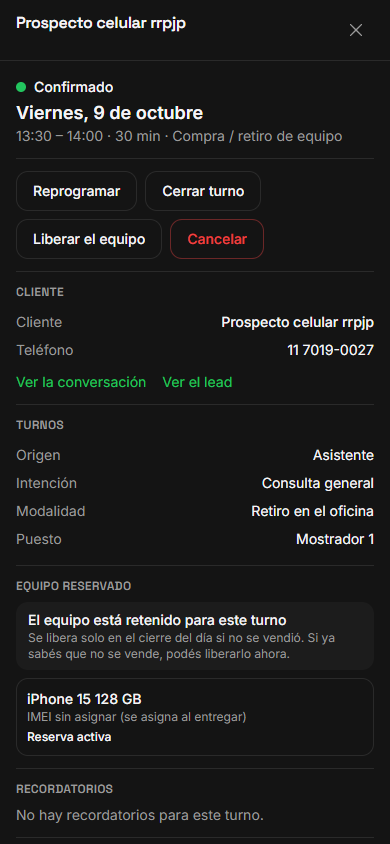 Prospecto celular rrpjp
Confirmado
Viernes, 9 de octubre
13:30 – 14:00 · 30 min · Compra / retiro de equipo
Reprogramar
Cerrar turno
Liberar el equipo
Cancelar
CLIENTE
Cliente
Prospecto celular rrpjp
Teléfono
11 7019-0027
Ver la conversación
Ver el lead
TURNOS
Origen
Asistente
Intención
Consulta general
Modalidad
Retiro en el oficina
Puesto
Mostrador 1
EQUIPO RESERVADO
El equipo está retenido para este turno
Se libera solo en el cierre del día si no se vendió. Si ya
sabés que no se vende, podés liberarlo ahora.
iPhone 15 128 GB
IMEI sin asignar (se asigna al entregar)
Reserva activa
RECORDATORIOS
No hay recordatorios para este turno.